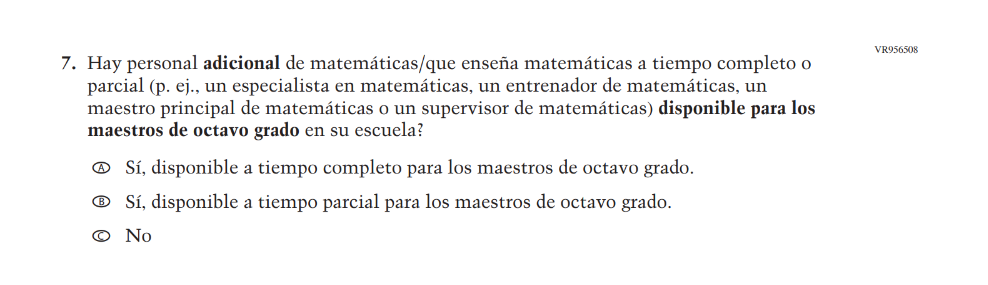 VR956508
7. Hay personal adicional de matemáticas/que enseña matemáticas a tiempo completo o
parcial (p. ej., un especialista en matemáticas, un entrenador de matemáticas, un
maestro principal de matemáticas o un supervisor de matemáticas) disponible para los
maestros de octavo grado en su escuela?
A Sí, disponible a tiempo completo para los maestros de octavo grado.
B Sí, disponible a tiempo parcial para los maestros de octavo grado.
C No